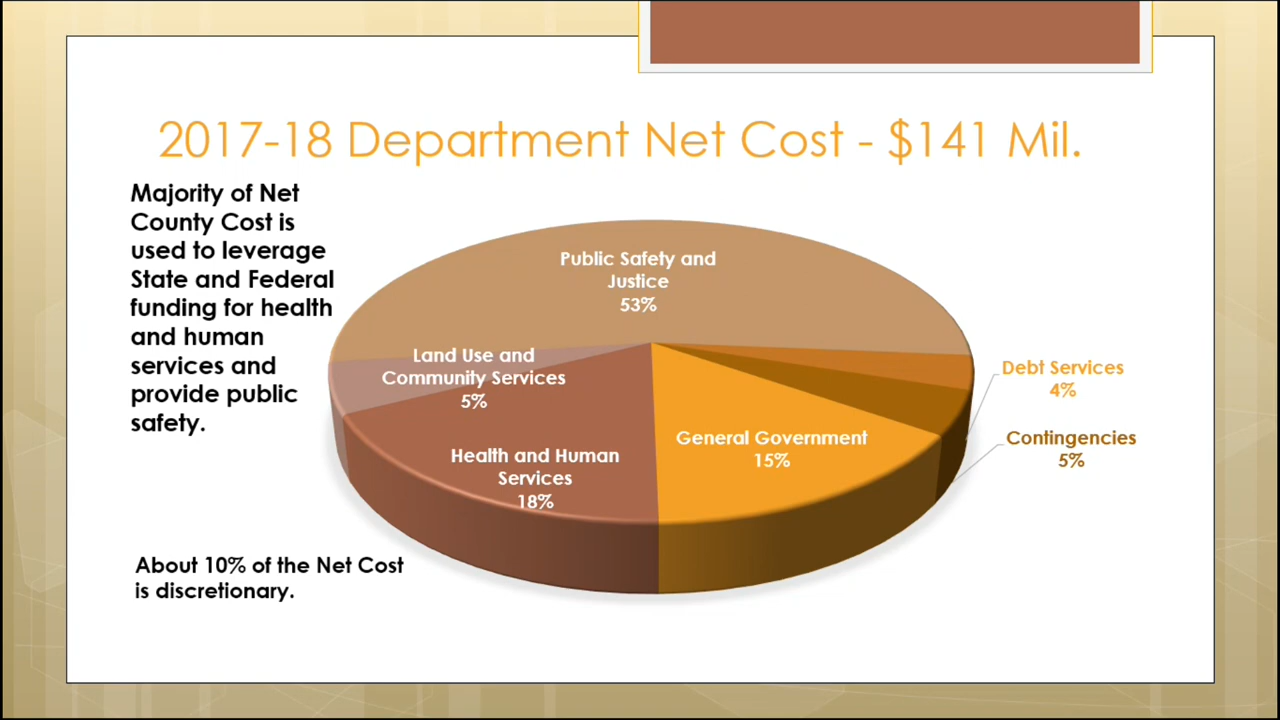 2017-18 Department Net Cost - $141 Mil.
Majority of Net
County Cost is
used to leverage
State and Federal
funding for health
and human
services and
provide public
safety.
Public Safety and
Justice
53%
Land Use and
Community Services
5%
Health and Human
Services
18%
General Government
15%
Debt Services
4%
Contingencies
5%
About 10% of the Net Cost
is discretionary.